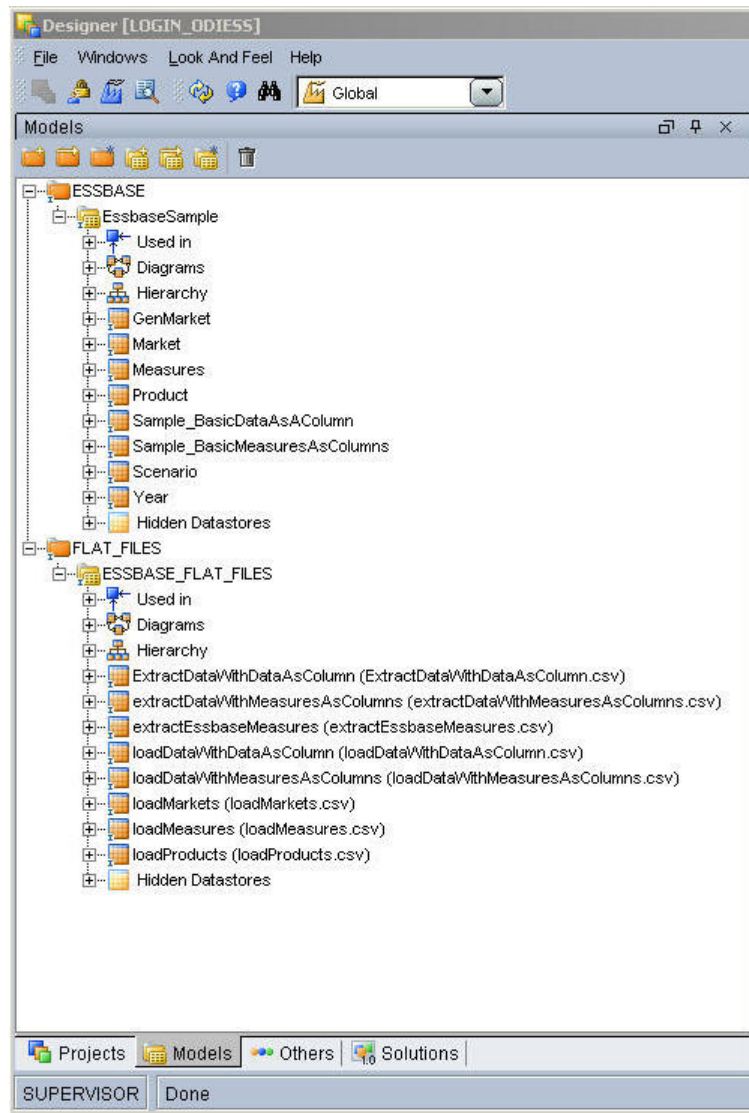 Designer [LOGIN_ODIESS]
File Windows Look And Feel Help
Global
Models
ESSBASE
EssbaseSample
Used in
Diagrams
Hierarchy
GenMarket
Market
Measures
Product
Sample_BasicDataAsAColumn
Sample_BasicMeasuresAsColumns
Scenario
Year
Hidden Datastores
FLAT_FILES
ESSBASE_FLAT_FILES
Used in
Diagrams
Hierarchy
ExtractDataWithDataAsColumn (ExtractDataWithDataAsColumn.csv)
extractDataWithMeasuresAsColumns (extractDataWithMeasuresAsColumns.csv)
extractEssbaseMeasures (extractEssbaseMeasures.csv)
loadDataWithDataAsColumn (loadDataWithDataAsColumn.csv)
loadDataWithMeasuresAsColumns (loadDataWithMeasuresAsColumns.csv)
loadMarkets (loadMarkets.csv)
loadMeasures (loadMeasures.csv)
loadProducts (loadProducts.csv)
Hidden Datastores
Projects Models Others 1.0 Solutions
SUPERVISOR Done